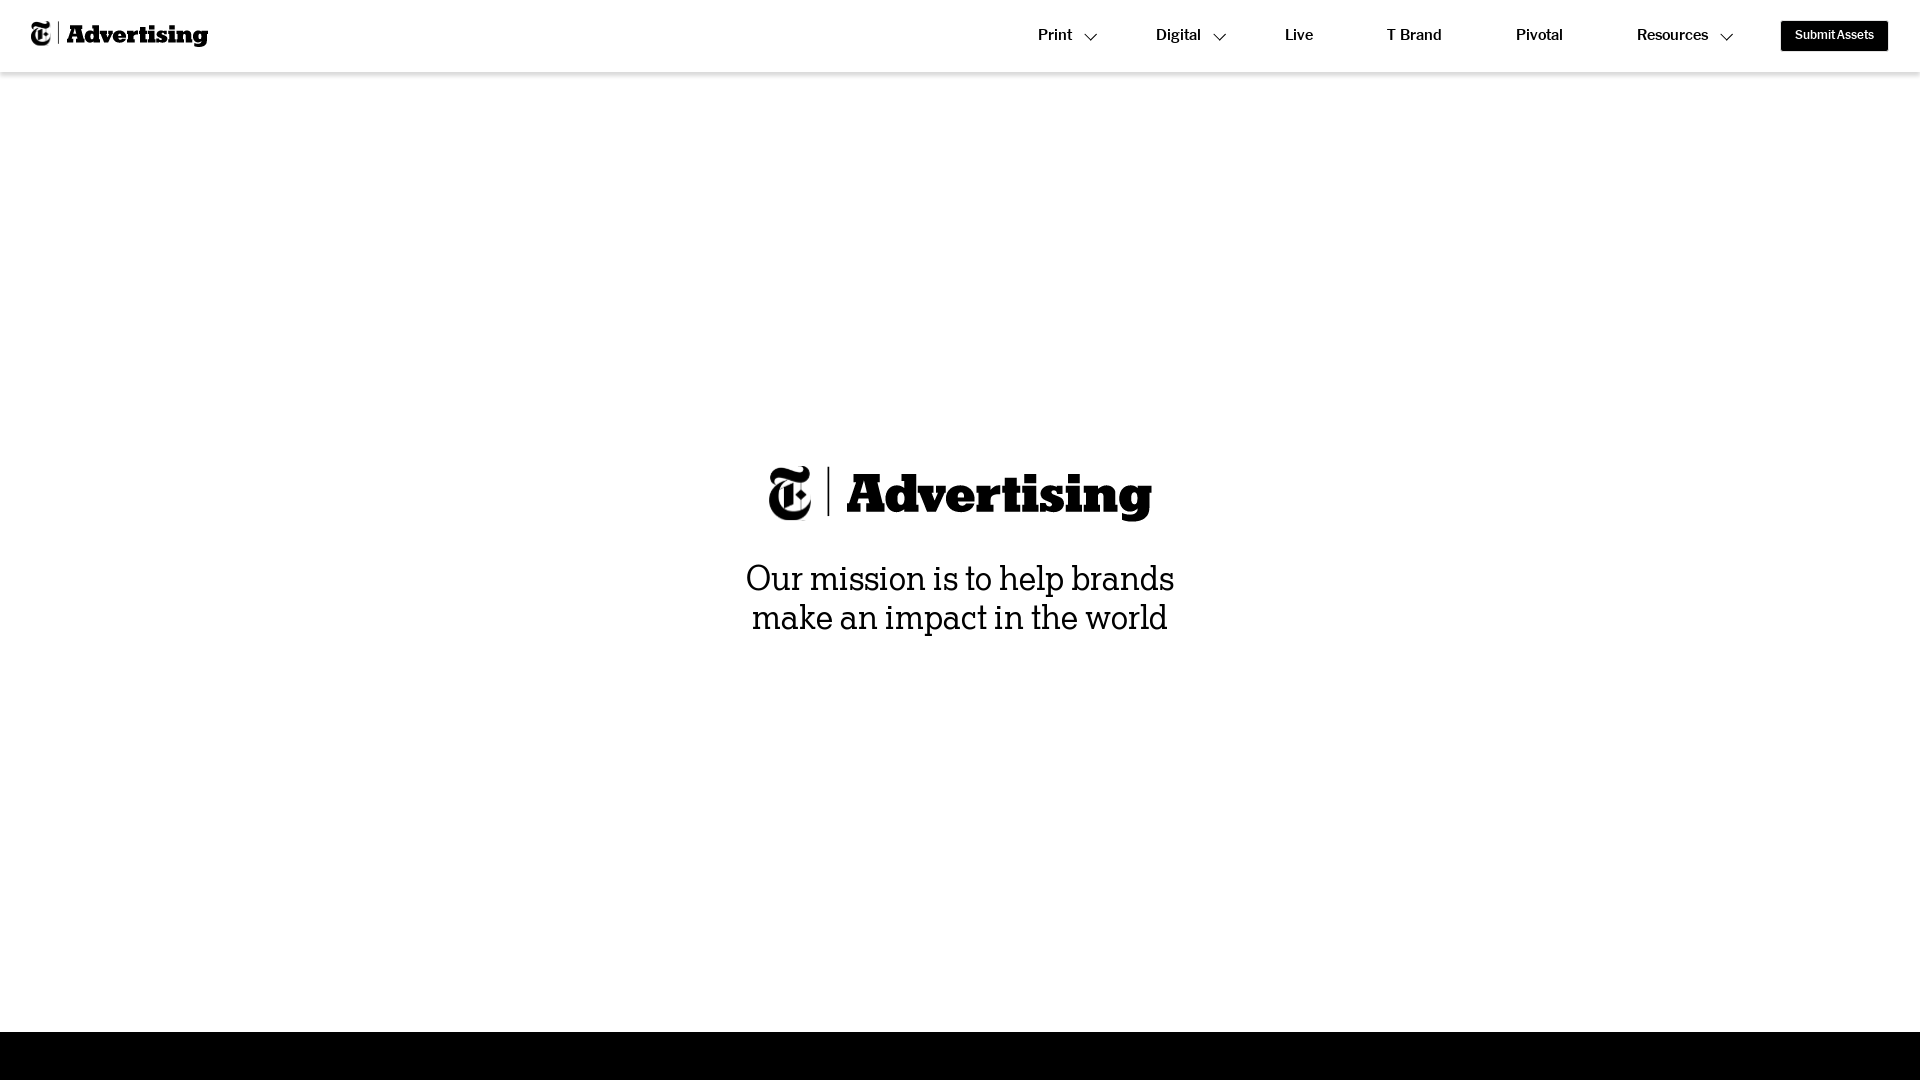 T | Advertising
Print
Digital
Live
T Brand
Pivotal
Resources
Submit Assets
T | Advertising
Our mission is to help brands
make an impact in the world